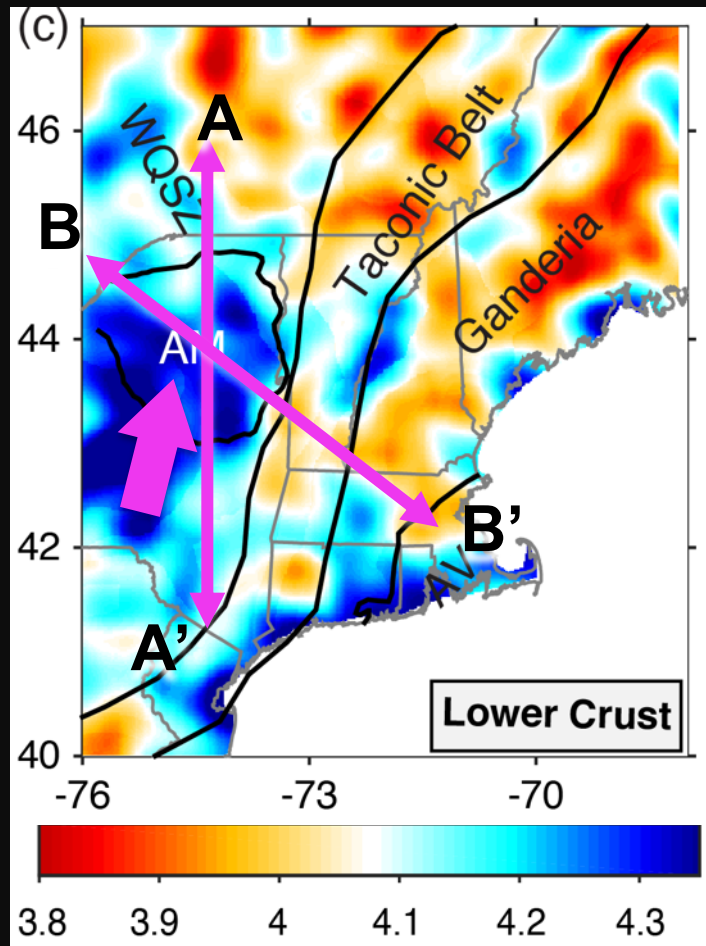 (c)
46
44
42
40
WQSZ
A
B
Taconic Belt
Ganderia
AM
B'
AV
A'
Lower Crust
-76 -73 -70
3.8 3.9 4 4.1 4.2 4.3